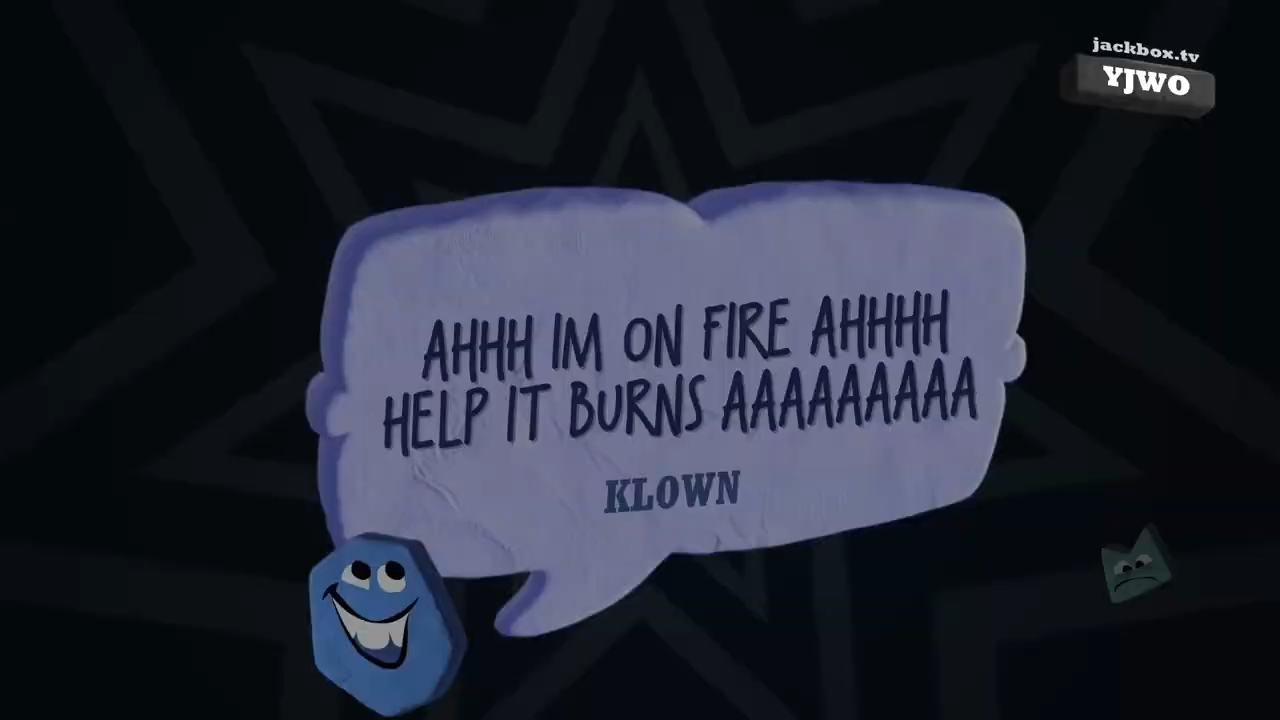 jackbox.tv
YJWO
AHHH IM ON FIRE AHHHH
HELP IT BURNS AAAAAAAAA
KLOWN